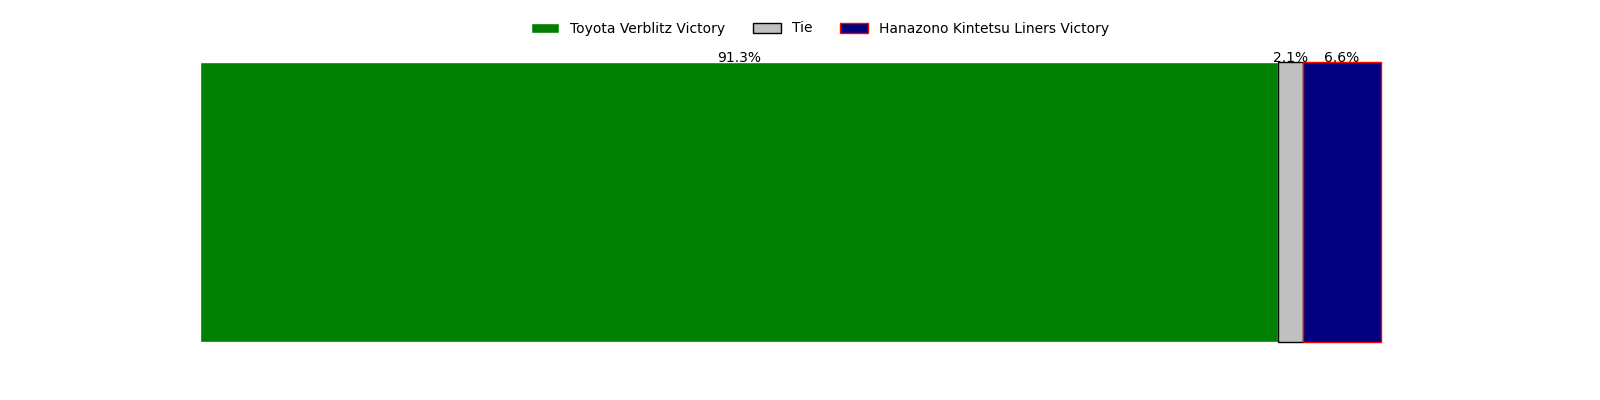 Toyota Verblitz Victory Tie Hanazono Kintetsu Liners Victory
91.3% 2.1% 6.6%